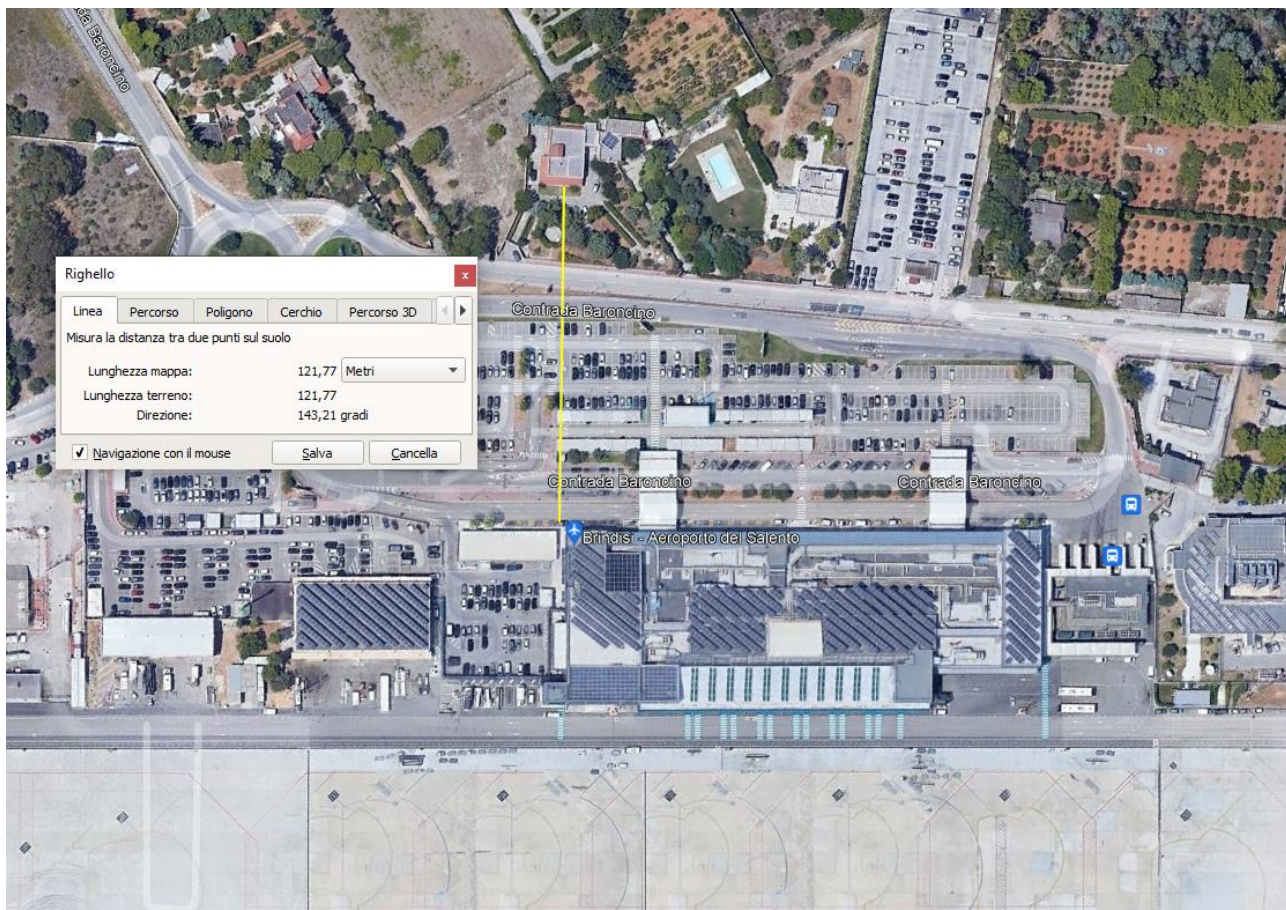 Baroncino
Righello
x
Linea Percorso Poligono Cerchio Percorso 3D
Misura la distanza tra due punti sul suolo
Lunghezza mappa: 121,77 Metri
Lunghezza terreno: 121,77
Direzione: 143,21 gradi
Navigazione con il mouse Salva Cancella
Contrada Baroncino
Contrada Baroncino
Contrada Baroncino
Brindisi - Aeroporto del Salento